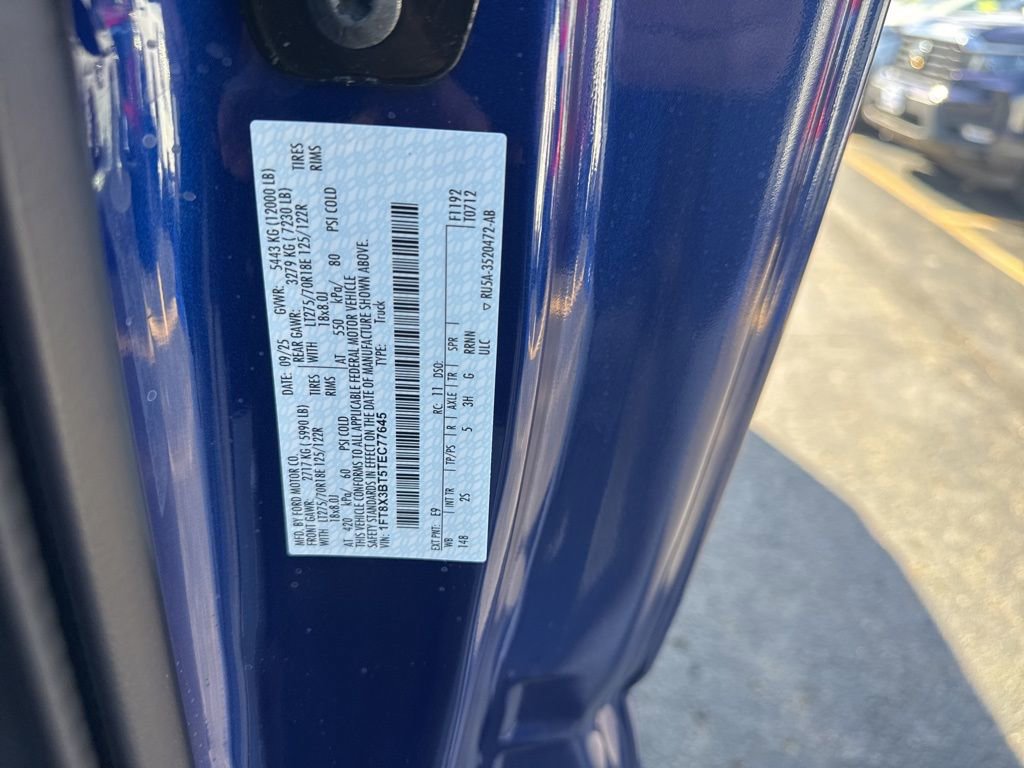 MFD. BY FORD MOTOR CO. DATE: 09/25 GVWR: 5443 KG (12000 LB)
FRONT GAWR: 2717 KG ( 5990 LB) REAR GAWR: 3279 KG ( 7230 LB)
WITH LT275/70R18E 125/122R TIRES WITH LT275/70R18E 125/122R TIRES
18x8.0J RIMS 18x8.0J RIMS
AT 420 kPa/ 60 PSI COLD AT 550 kPa/ 80 PSI COLD
THIS VEHICLE CONFORMS TO ALL APPLICABLE FEDERAL MOTOR VEHICLE
SAFETY STANDARDS IN EFFECT ON THE DATE OF MANUFACTURE SHOWN ABOVE.
VIN: 1FT8X3BT5TEC77645 TYPE: Truck
EXT PNT: E9 RC: 11 DSO: F1192
WB INT TR TP/PS R AXLE TR SPR T0712
148 2S 5 3H G RRNN
ULC ▽ RU5A-3520472-AB